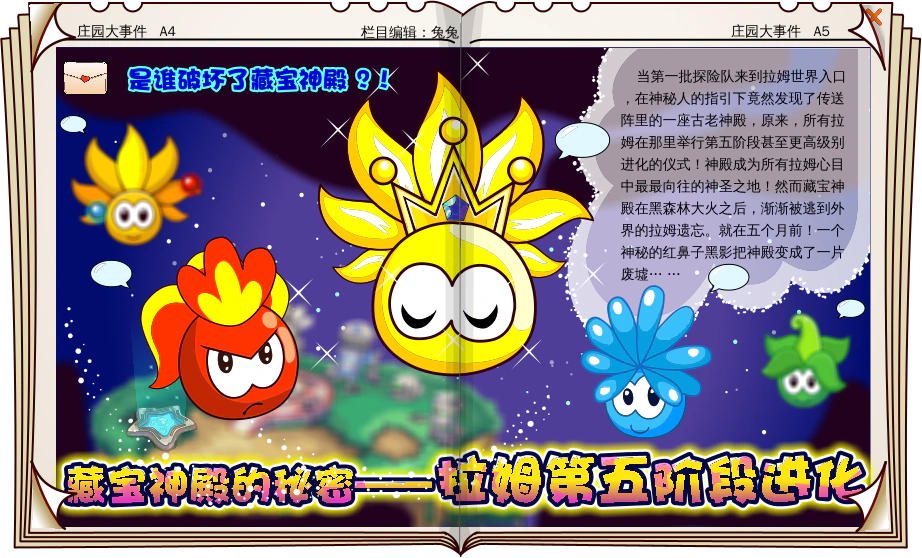 庄园大事件 A4
栏目编辑：兔兔
庄园大事件 A5
是谁破坏了藏宝神殿？！
当第一批探险队来到拉姆世界入口
，在神秘人的指引下竟然发现了传送
阵里的一座古老神殿，原来，所有拉
姆在那里举行第五阶段甚至更高级别
进化的仪式！神殿成为所有拉姆心目
中最最向往的神圣之地！然而藏宝神
殿在黑森林大火之后，渐渐被逃到外
界的拉姆遗忘。就在五个月前！一个
神秘的红鼻子黑影把神殿变成了一片
废墟… …
藏宝神殿的秘密——拉姆第五阶段进化